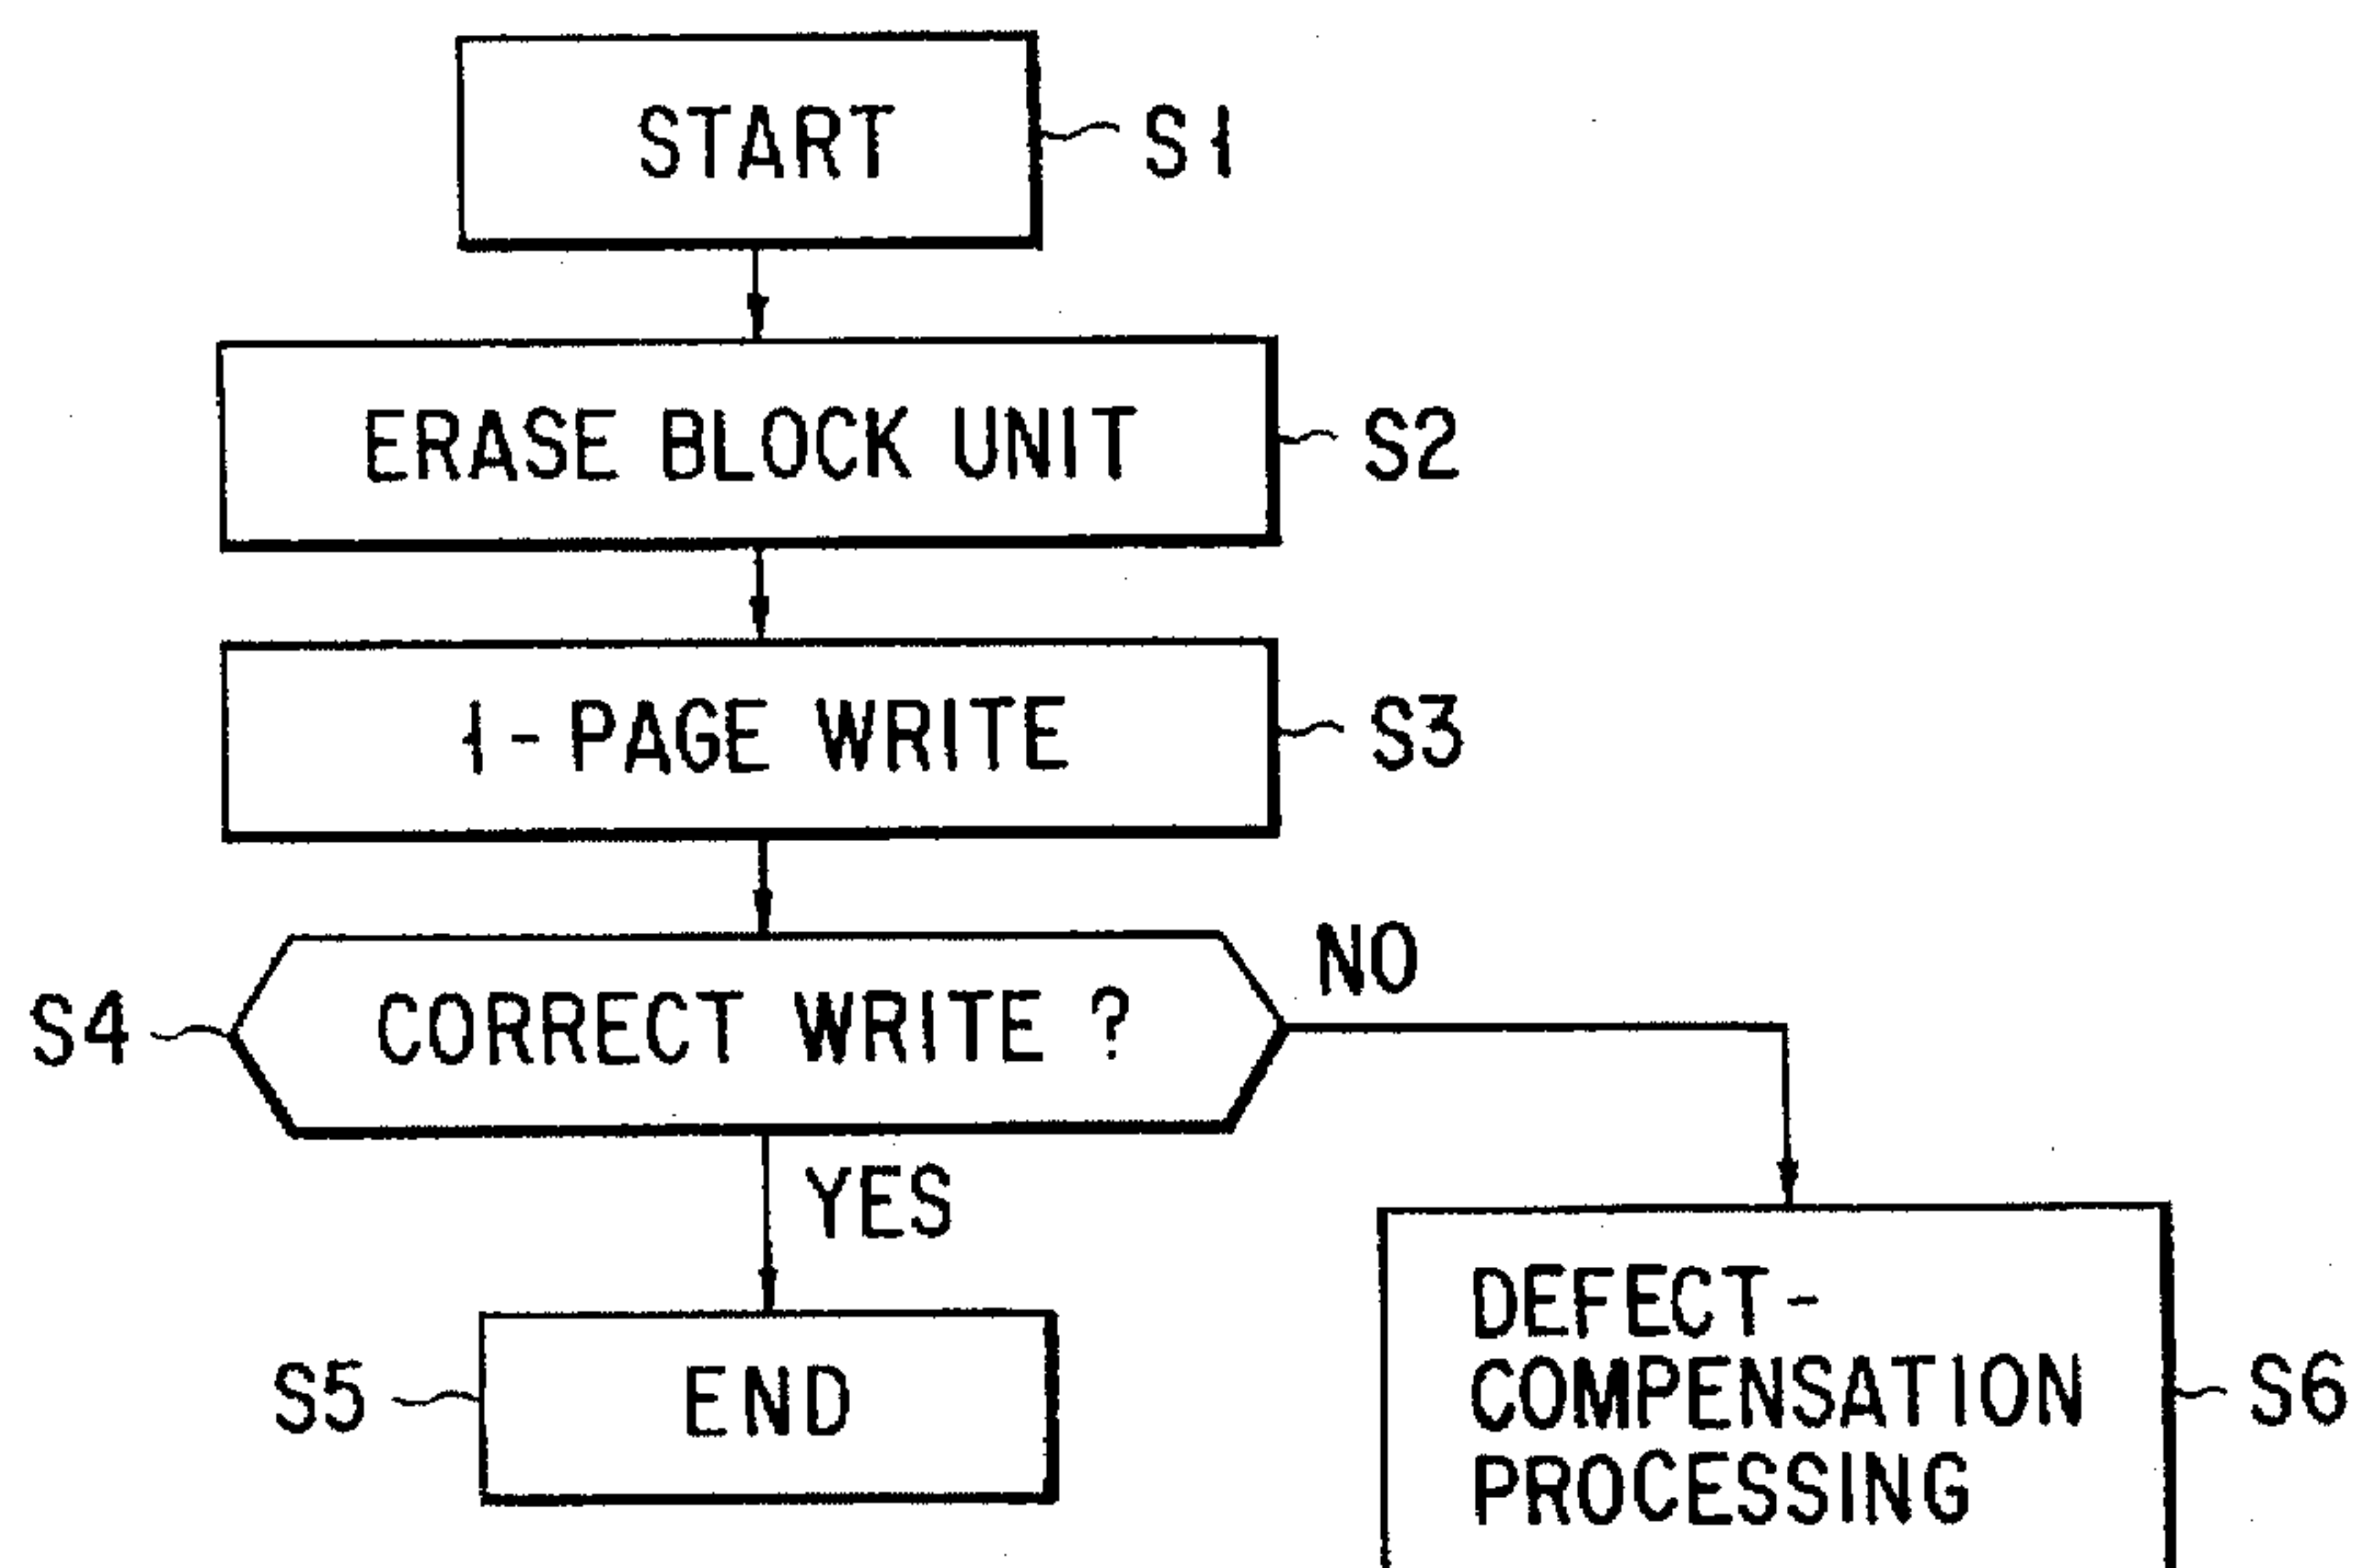 START S1
ERASE BLOCK UNIT S2
1-PAGE WRITE S3
S4 CORRECT WRITE ? NO
YES
S5 END
DEFECT-
COMPENSATION S6
PROCESSING